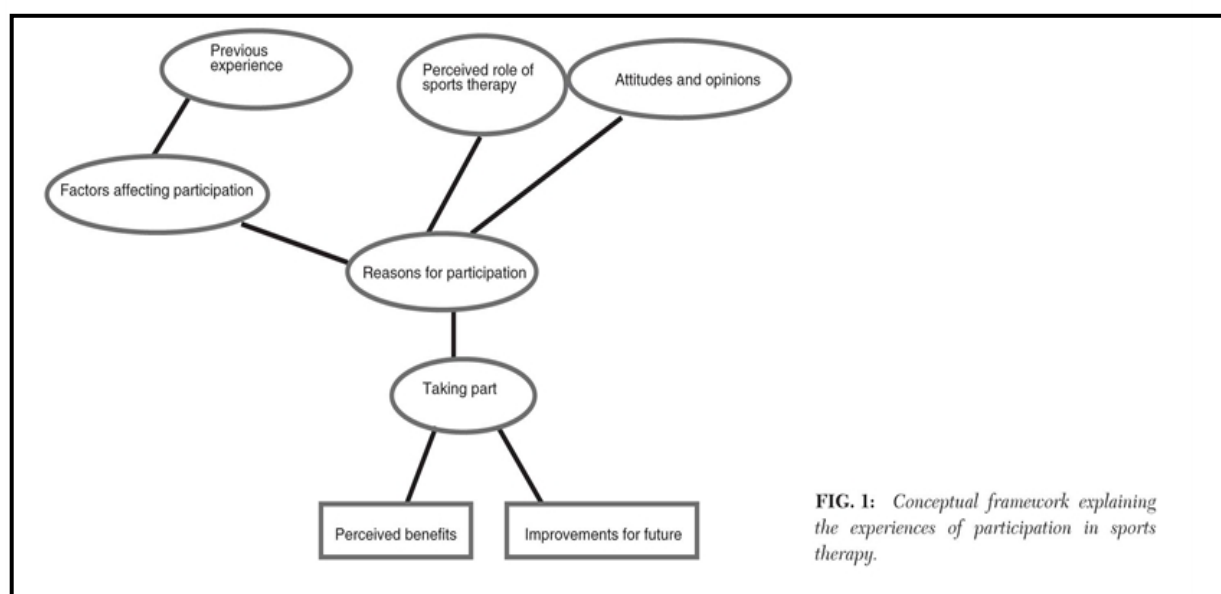 Previous
experience
Perceived role of
sports therapy
Attitudes and opinions
Factors affecting participation
Reasons for participation
Taking part
Perceived benefits
Improvements for future
FIG. 1: Conceptual framework explaining
the experiences of participation in sports
therapy.